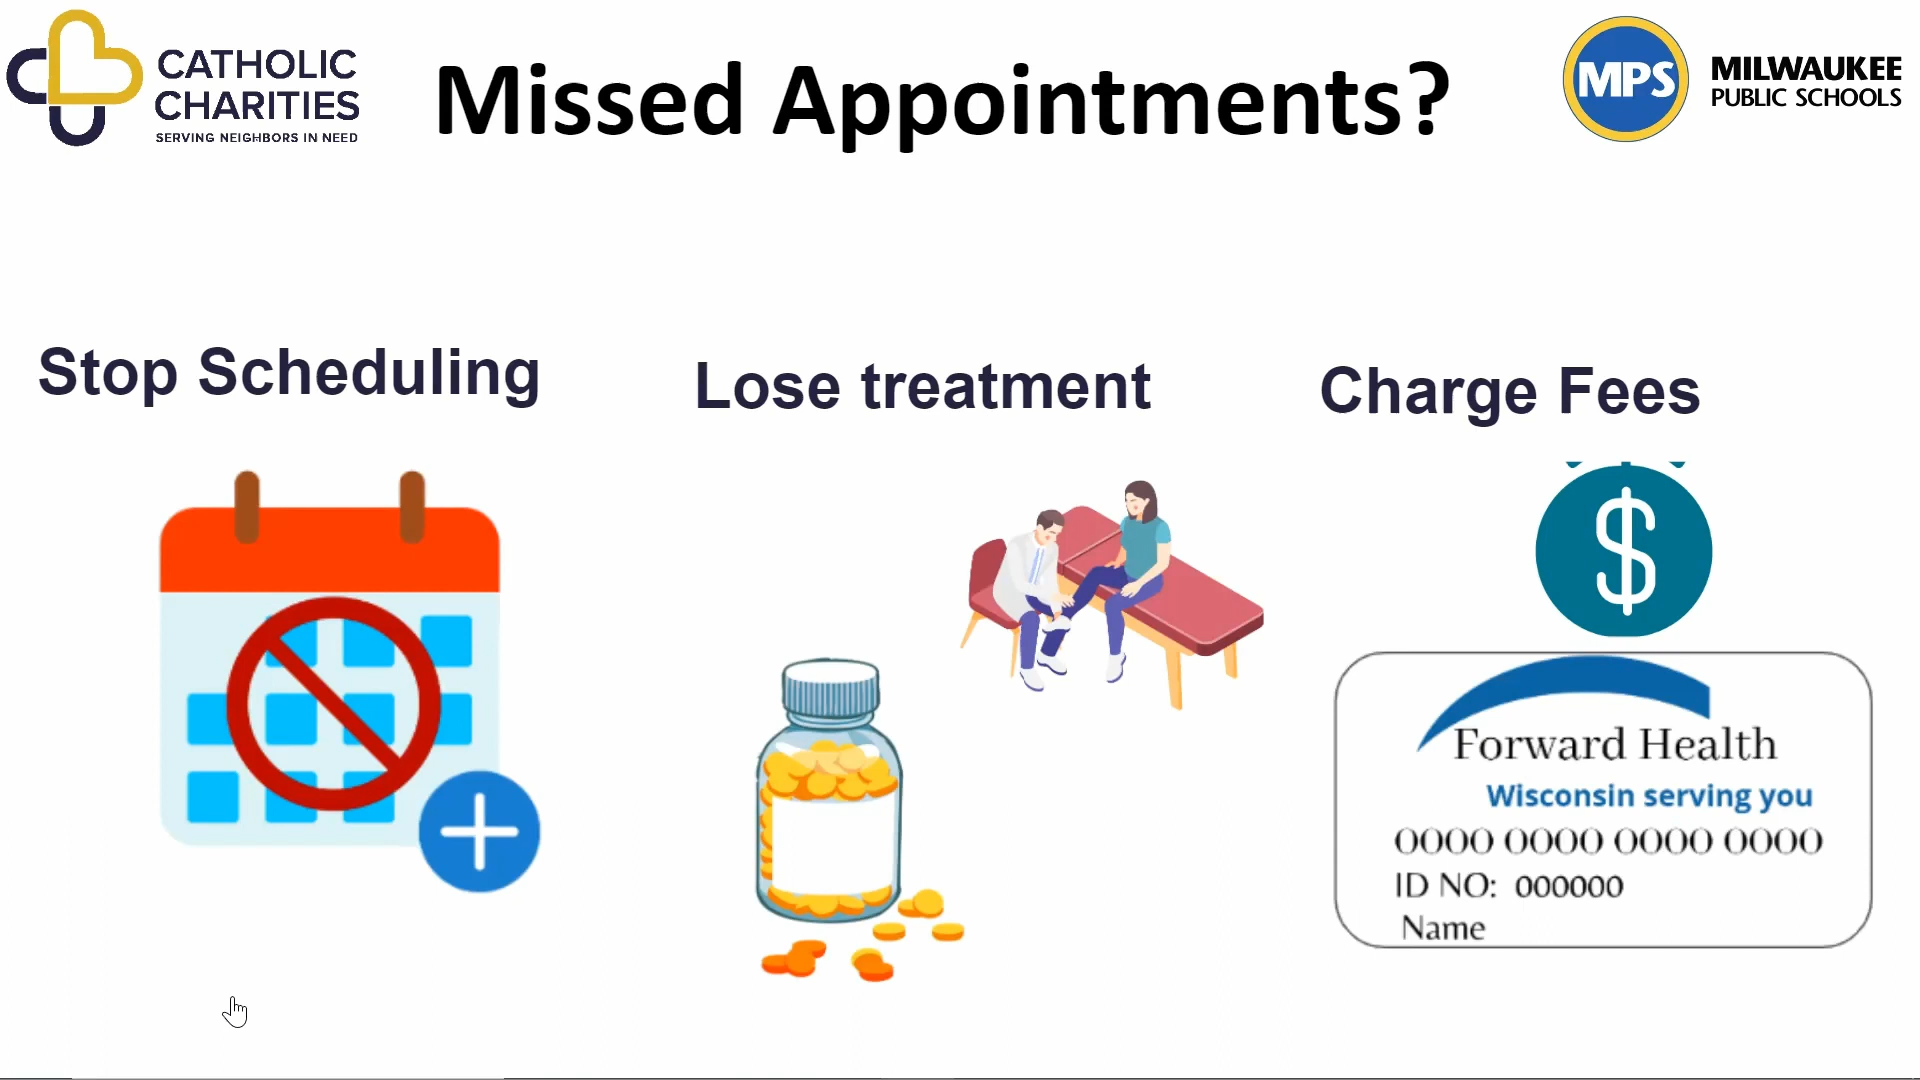 CATHOLIC
CHARITIES
SERVING NEIGHBORS IN NEED
Missed Appointments?
MPS
MILWAUKEE
PUBLIC SCHOOLS
Stop Scheduling
Lose treatment
Charge Fees
$
Forward Health
Wisconsin serving you
0000 0000 0000 0000
ID NO: 000000
Name